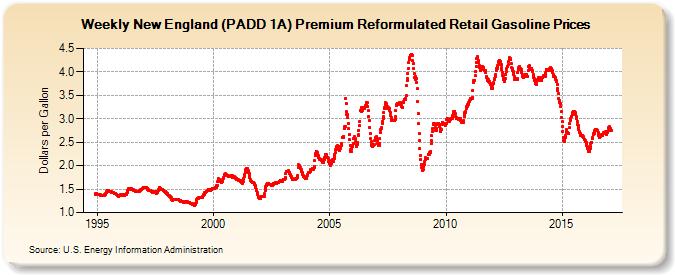 Weekly New England (PADD 1A) Premium Reformulated Retail Gasoline Prices
Dollars per Gallon
4.5
4.0
3.5
3.0
2.5
2.0
1.5
1.0
1995 2000 2005 2010 2015
Source: U.S. Energy Information Administration